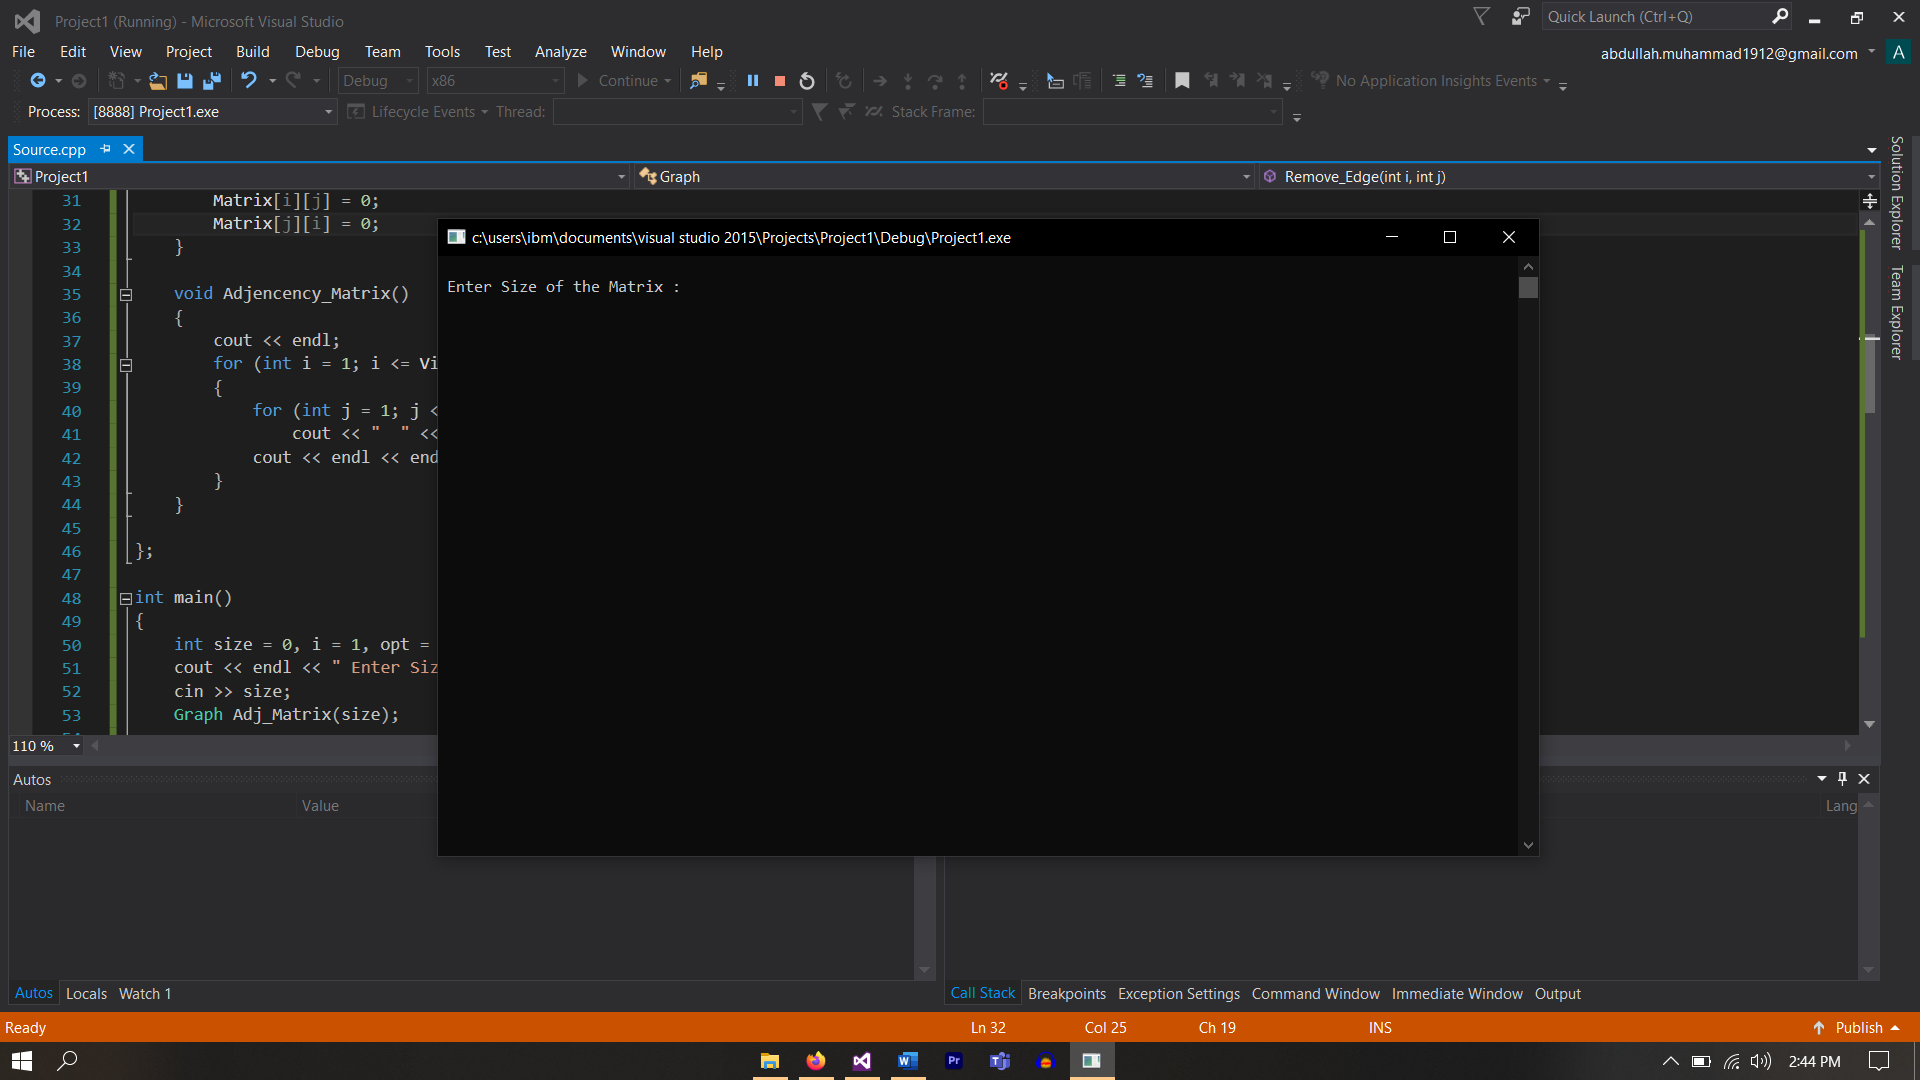 Project1 (Running) - Microsoft Visual Studio
Quick Launch (Ctrl+Q)
File Edit View Project Build Debug Team Tools Test Analyze Window Help
abdullah.muhammad1912@gmail.com A
Debug x86 Continue No Application Insights Events
Process: [8888] Project1.exe Lifecycle Events Thread: Stack Frame:
Source.cpp
Project1 Graph Remove_Edge(int i, int j)
Solution Explorer
Team Explorer
31 Matrix[i][j] = 0;
32 Matrix[j][i] = 0;
33 }
34
35 void Adjencency_Matrix()
36 {
37 cout << endl;
38 for (int i = 1; i <= Vi
39 {
40 for (int j = 1; j <
41 cout << "  " <<
42 cout << endl << end
43 }
44 }
45
46 };
47
48 int main()
49 {
50 int size = 0, i = 1, opt =
51 cout << endl << " Enter Siz
52 cin >> size;
53 Graph Adj_Matrix(size);
c:\users\ibm\documents\visual studio 2015\Projects\Project1\Debug\Project1.exe
Enter Size of the Matrix :
110 %
Autos
Name Value
Lang
Autos Locals Watch 1
Call Stack Breakpoints Exception Settings Command Window Immediate Window Output
Ready Ln 32 Col 25 Ch 19 INS Publish
W Pr T 2:44 PM